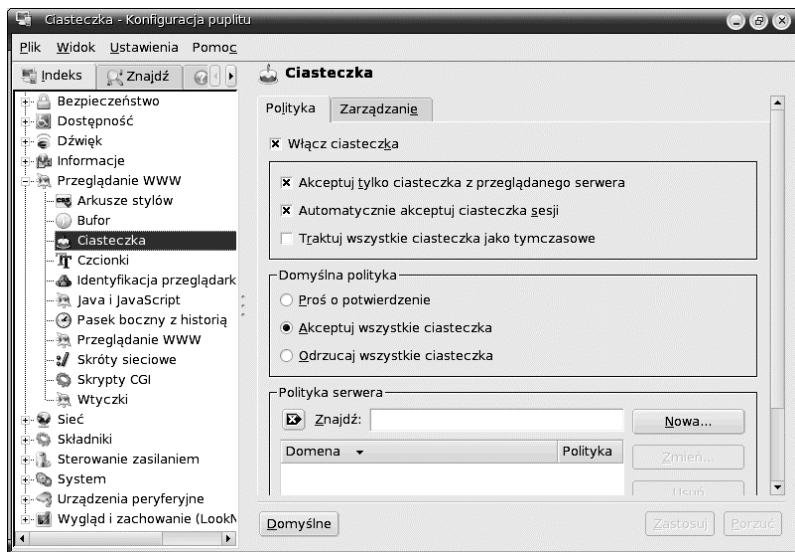 Ciasteczka - Konfiguracja puplitu
Plik Widok Ustawienia Pomoc
Indeks Znajdź
Bezpieczeństwo
Dostępność
Dźwięk
Informacje
Przeglądanie WWW
Arkusze stylów
Bufor
Ciasteczka
Czcionki
Identyfikacja przeglądark
Java i JavaScript
Pasek boczny z historią
Przeglądanie WWW
Skróty sieciowe
Skrypty CGI
Wtyczki
Sieć
Składniki
Sterowanie zasilaniem
System
Urządzenia peryferyjne
Wygląd i zachowanie (LookN
Ciasteczka
Polityka Zarządzanie
Włącz ciasteczka
Akceptuj tylko ciasteczka z przeglądanego serwera
Automatycznie akceptuj ciasteczka sesji
Traktuj wszystkie ciasteczka jako tymczasowe
Domyślna polityka
Proś o potwierdzenie
Akceptuj wszystkie ciasteczka
Odrzucaj wszystkie ciasteczka
Polityka serwera
Znajdź: Nowa...
Domena Polityka Zmień...
Usuń
Domyślne Zastosuj Porzuć